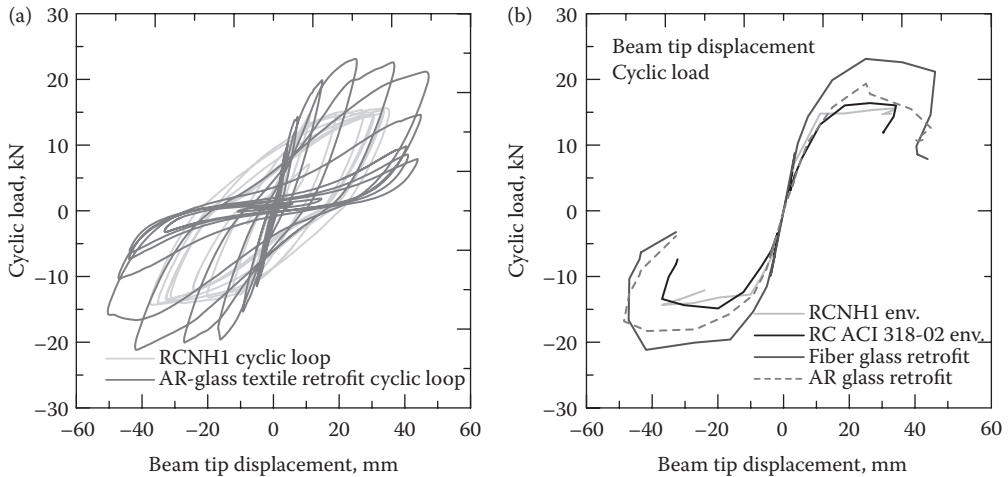 (a)
30
20
10
0
−10
−20
−30
Cyclic load, kN
RCNH1 cyclic loop
AR-glass textile retrofit cyclic loop
−60 −40 −20 0 20 40 60
Beam tip displacement, mm
(b)
30
20
10
0
−10
−20
−30
Cyclic load, kN
Beam tip displacement
Cyclic load
RCNH1 env.
RC ACI 318-02 env.
Fiber glass retrofit
AR glass retrofit
−60 −40 −20 0 20 40 60
Beam tip displacement, mm